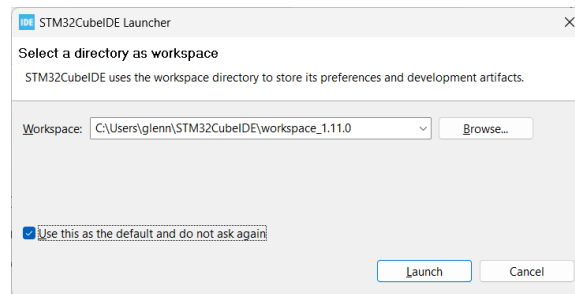 IDE STM32CubeIDE Launcher
Select a directory as workspace
STM32CubeIDE uses the workspace directory to store its preferences and development artifacts.
Workspace: C:\Users\glenn\STM32CubeIDE\workspace_1.11.0 Browse...
Use this as the default and do not ask again
Launch Cancel